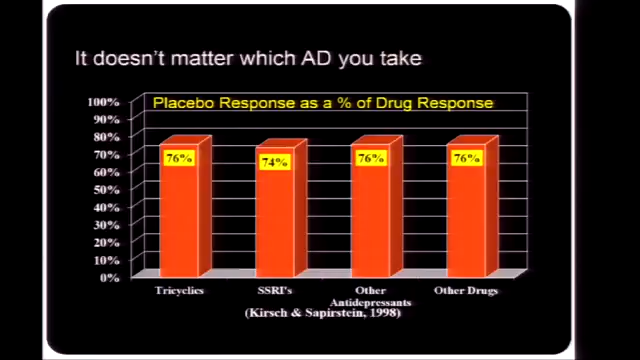 It doesn't matter which AD you take
Placebo Response as a % of Drug Response
100%
90%
80%
70%
60%
50%
40%
30%
20%
10%
0%
76%
74%
76%
76%
Tricyclics
SSRI's
Other
Antidepressants
Other Drugs
(Kirsch & Sapirstein, 1998)